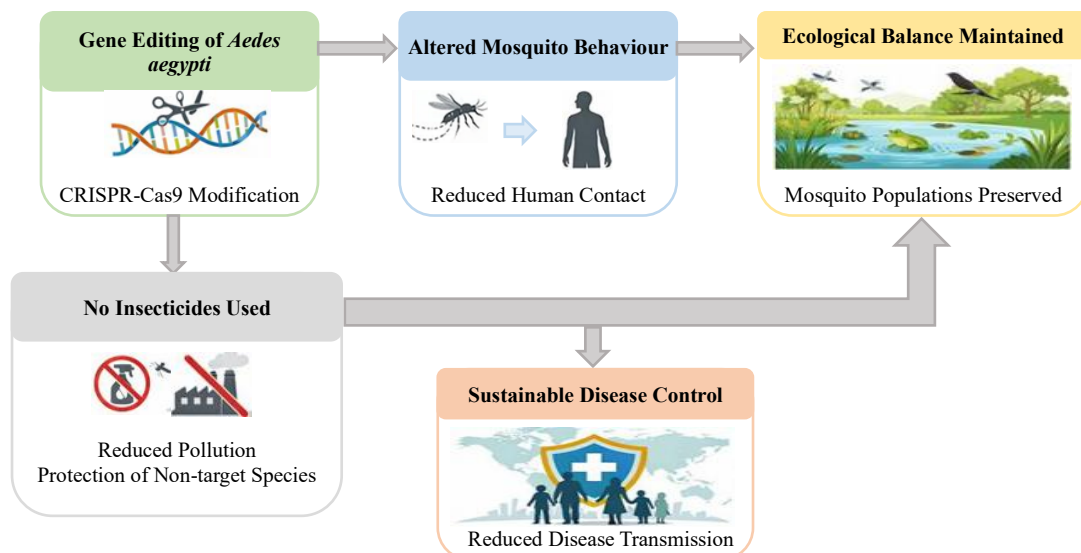 Gene Editing of Aedes
aegypti
CRISPR-Cas9 Modification
Altered Mosquito Behaviour
Reduced Human Contact
Ecological Balance Maintained
Mosquito Populations Preserved
No Insecticides Used
Reduced Pollution
Protection of Non-target Species
Sustainable Disease Control
Reduced Disease Transmission